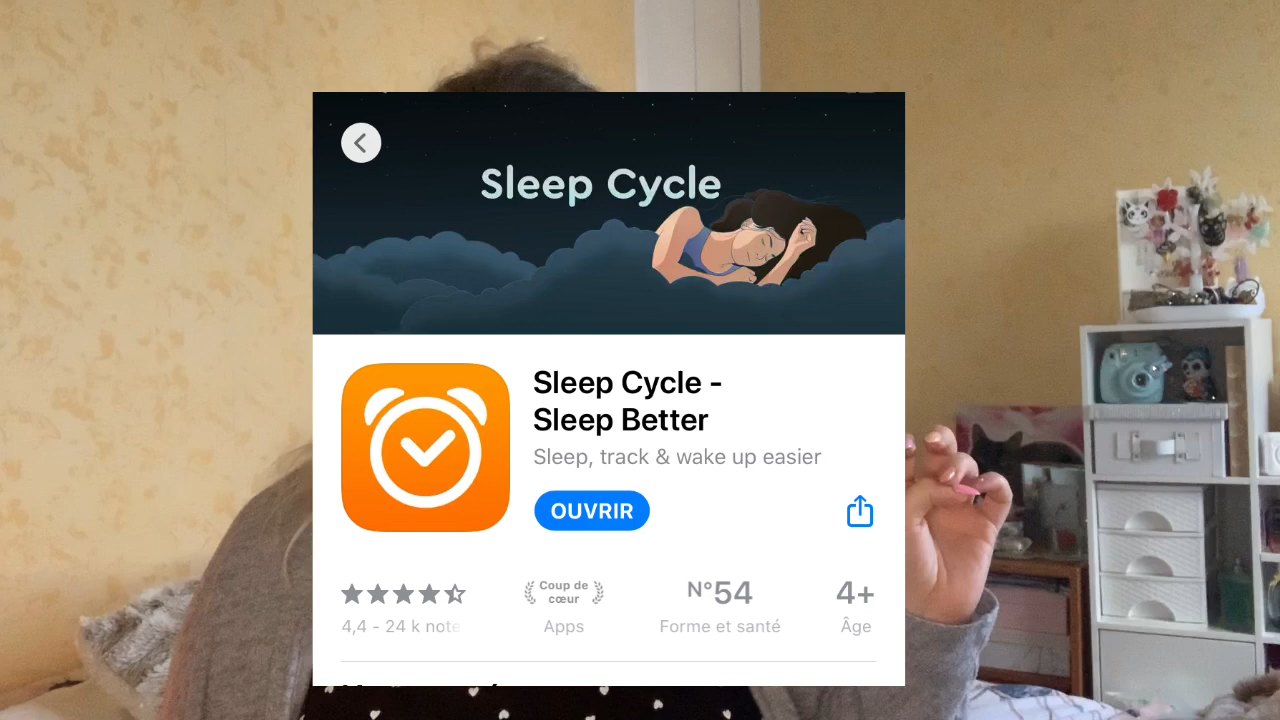 Sleep Cycle
Sleep Cycle -
Sleep Better
Sleep, track & wake up easier
OUVRIR
Coup de
cœur
N°54
4+
4,4 - 24 k note
Apps
Forme et santé
Âge